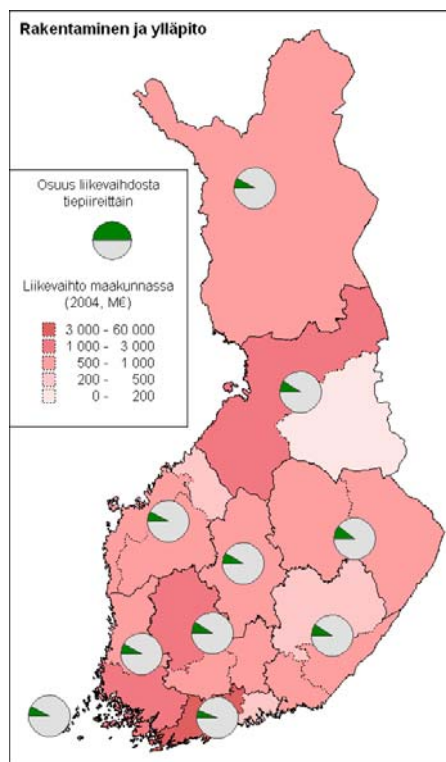 Rakentaminen ja ylläpito
Osuus liikevaihdosta
tiepiireittäin
Liikevaihto maakunnassa
(2004, M€)
3 000 - 60 000
1 000 - 3 000
500 - 1 000
200 - 500
0 - 200